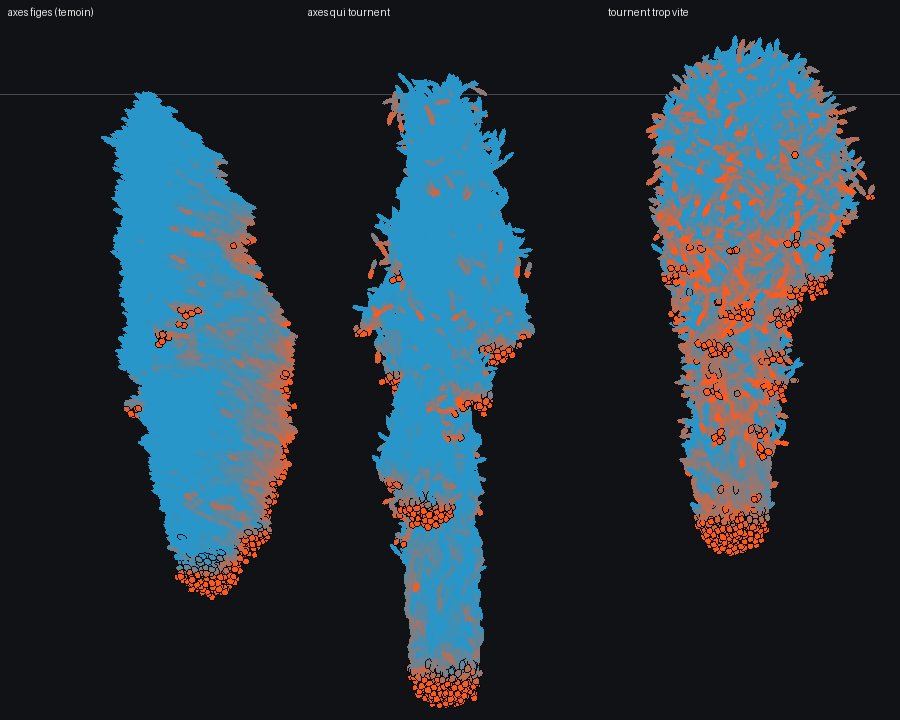 axes figes (temoin)
axes qui tournent
tournent trop vite